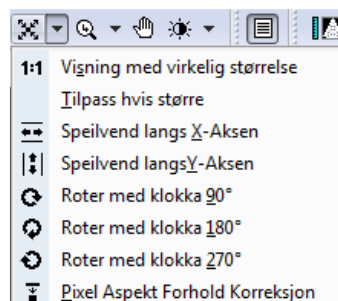 1:1 Visning med virkelig størrelse
Tilpass hvis større
Speilvend langs X-Aksen
Speilvend langsY-Aksen
Roter med klokka 90°
Roter med klokka 180°
Roter med klokka 270°
Pixel Aspekt Forhold Korreksjon